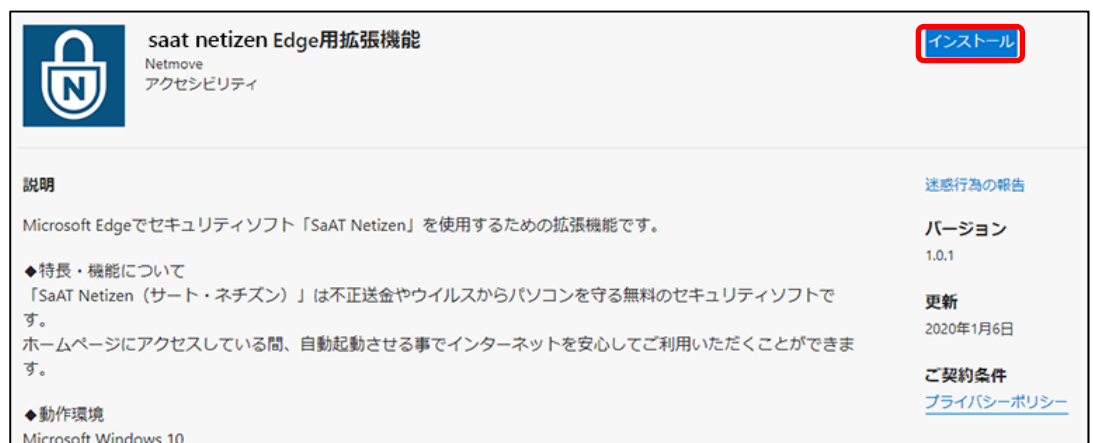 saat netizen Edge用拡張機能
Netmove
アクセシビリティ
インストール
N
説明
Microsoft Edgeでセキュリティソフト「SaAT Netizen」を使用するための拡張機能です。
◆特長・機能について
「SaAT Netizen（サート・ネチズン）」は不正送金やウイルスからパソコンを守る無料のセキュリティソフトで
す。
ホームページにアクセスしている間、自動起動させる事でインターネットを安心してご利用いただくことができま
す。
◆動作環境
Microsoft Windows 10
迷惑行為の報告
バージョン
1.0.1
更新
2020年1月6日
ご契約条件
プライバシーポリシー